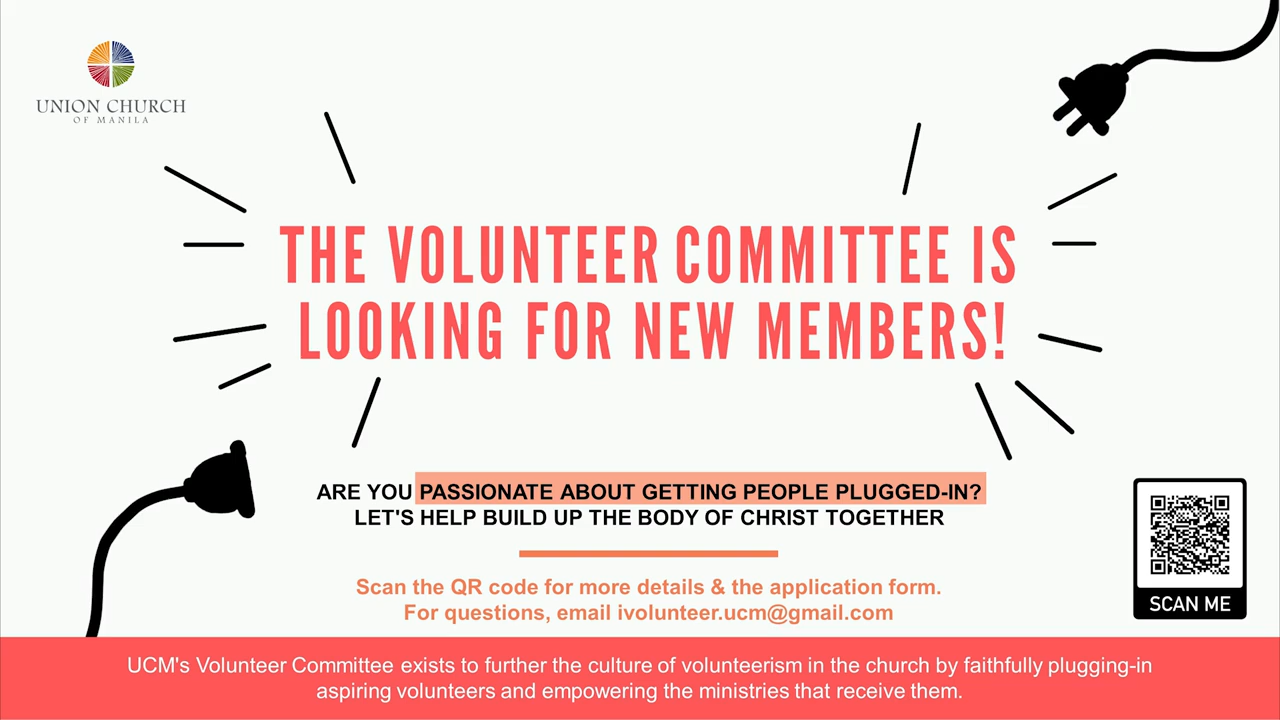 UNION CHURCH
OF MANILA
THE VOLUNTEER COMMITTEE IS
LOOKING FOR NEW MEMBERS!
ARE YOU PASSIONATE ABOUT GETTING PEOPLE PLUGGED-IN?
LET'S HELP BUILD UP THE BODY OF CHRIST TOGETHER
Scan the QR code for more details & the application form.
For questions, email ivolunteer.ucm@gmail.com
SCAN ME
UCM's Volunteer Committee exists to further the culture of volunteerism in the church by faithfully plugging-in
aspiring volunteers and empowering the ministries that receive them.